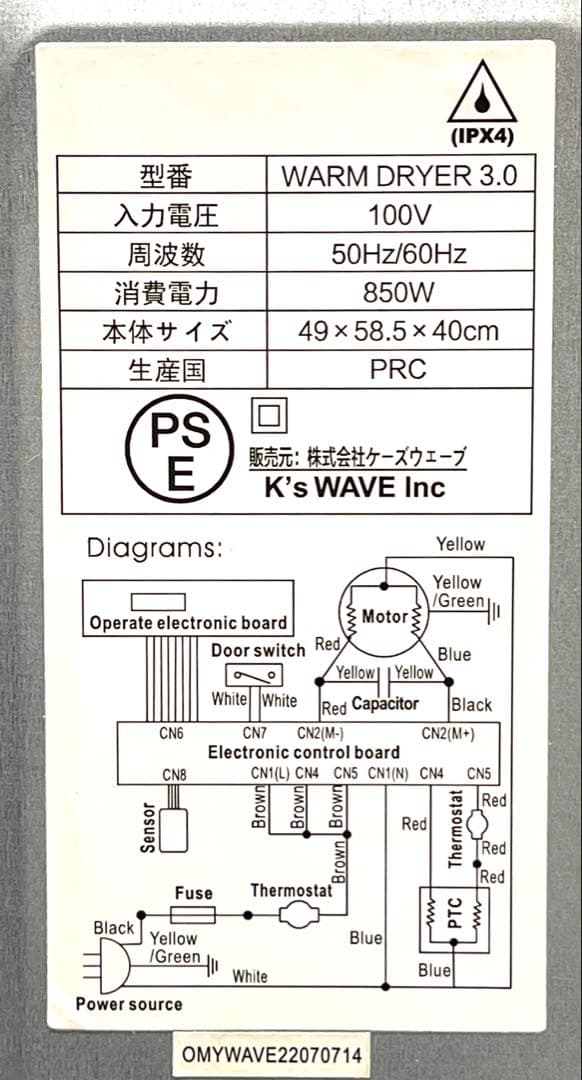 (IPX4)
型番 WARM DRYER 3.0
入力電圧 100V
周波数 50Hz/60Hz
消費電力 850W
本体サイズ 49×58.5×40cm
生産国 PRC
PS
E
販売元: 株式会社ケーズウェーブ
K's WAVE Inc
Diagrams:
Yellow
Operate electronic board
Motor
Yellow
/Green
Door switch
Red
Blue
Yellow Yellow
White White
Red Capacitor Black
CN6 CN7 CN2(M-) CN2(M+)
Electronic control board
CN8 CN1(L) CN4 CN5 CN1(N) CN4 CN5
Sensor
Brown
Brown
Brown
Brown
Red
Thermostat
Red
Red
Red
PTC
Fuse Thermostat
Black
Yellow
/Green
Blue
White
Blue
Power source
OMYWAVE22070714